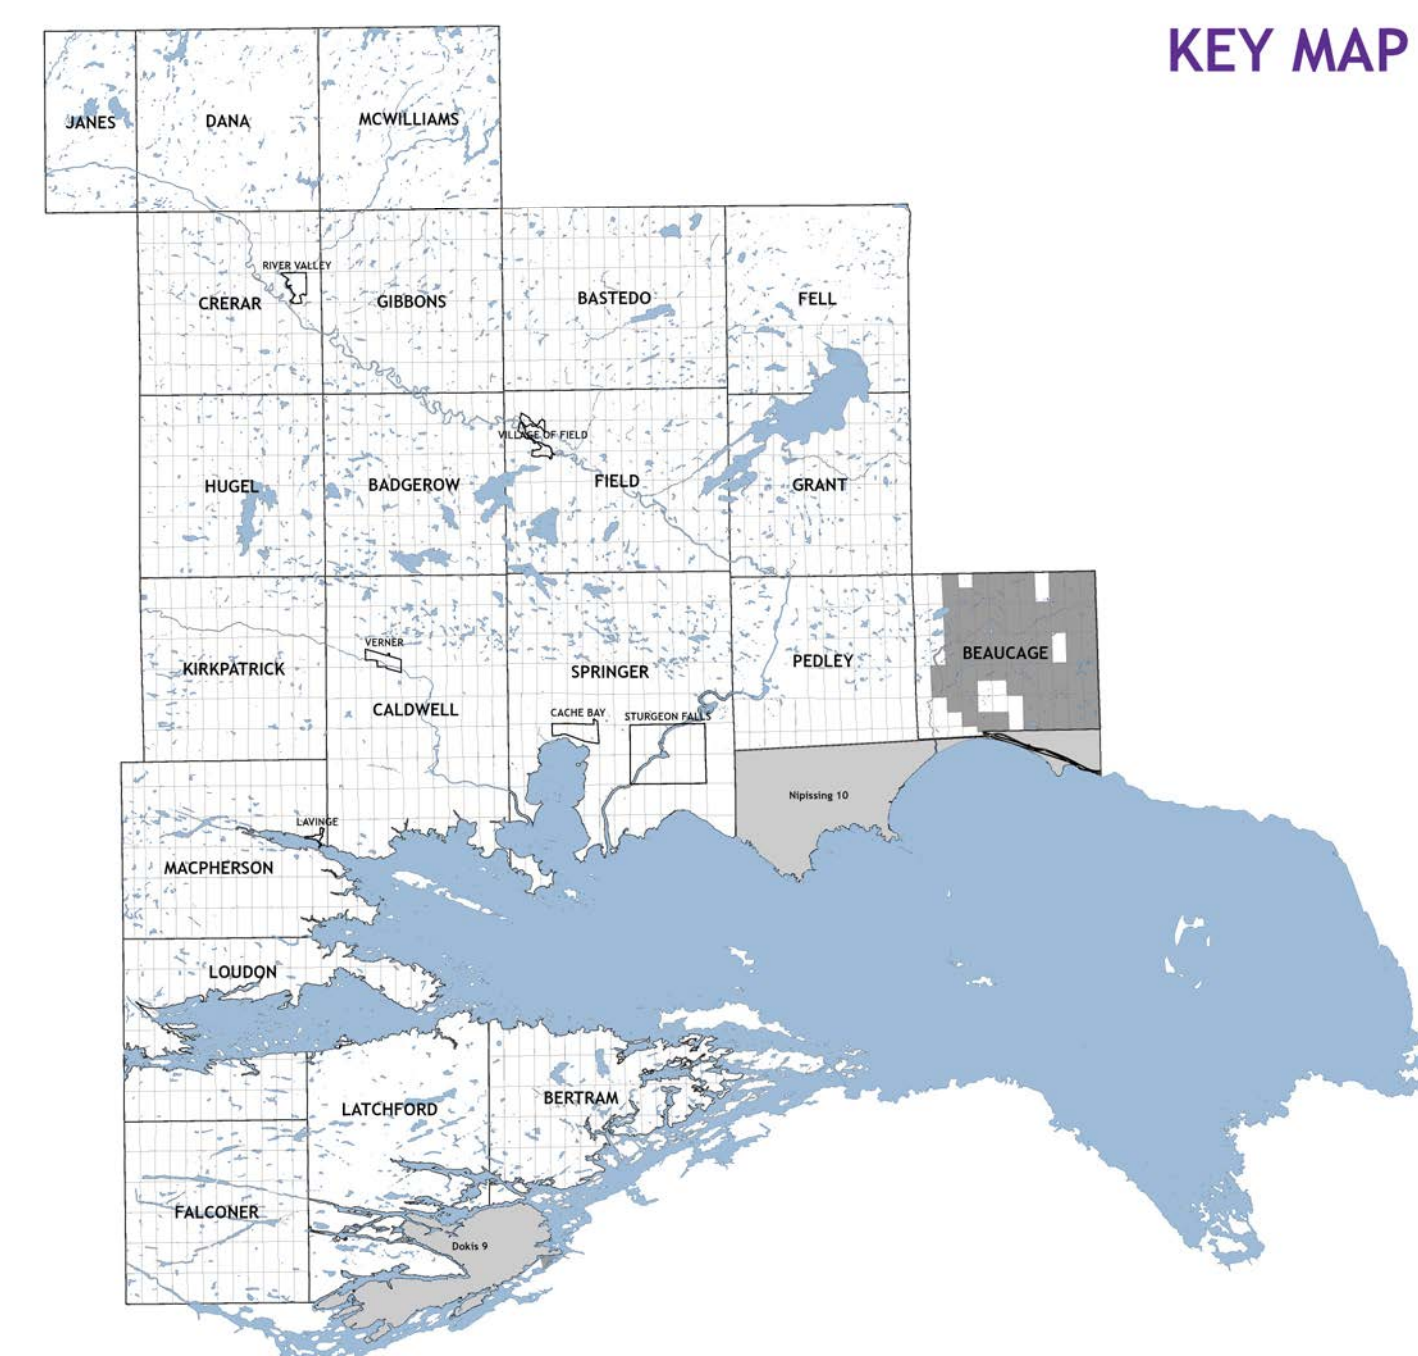 KEY MAP
JANES
DANA
MCWILLIAMS
RIVER VALLEY
CRERAR
GIBBONS
BASTEDO
FELL
VILLAGE OF FIELD
HUGEL
BADGEROW
FIELD
GRANT
VERNER
KIRKPATRICK
SPRINGER
PEDLEY
BEAUCAGE
CALDWELL
CACHE BAY
STURGEON FALLS
Nipissing 10
LAVINGE
MACPHERSON
LOUDON
LATCHFORD
BERTRAM
FALCONER
Dokis 9